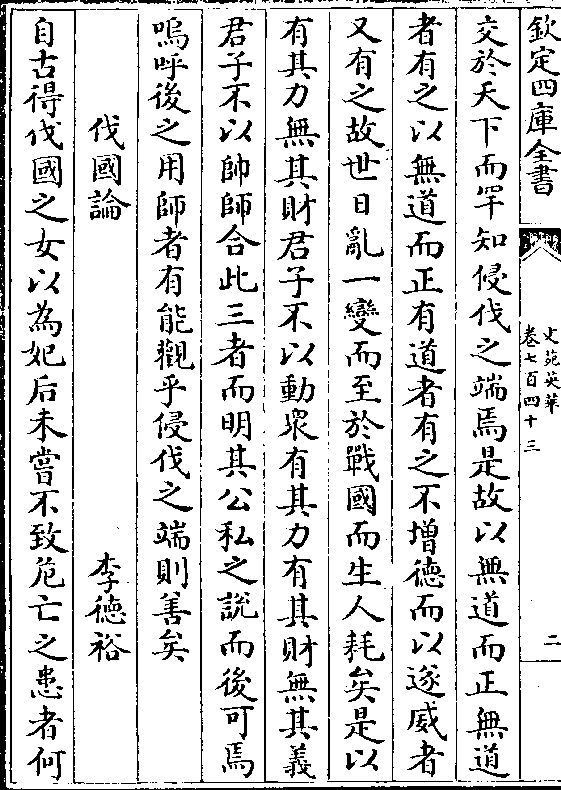 欽定四庫全書
文苑英華
卷七百四十三
二
交於天下而罕知侵伐之端焉是故以無道而正無道
者有之以無道而正有道者有之不增德而以遂威者
又有之故世日亂一變而至於戰國而生人耗矣是以
有其力無其財君子不以動衆有其力有其財無其義
君子不以帥師合此三者而明其公私之説而後可焉
嗚呼後之用師者有能觀乎侵伐之端則善矣
伐國論
李德裕
自古得伐國之女以為妃后未嘗不致危亡之患者何